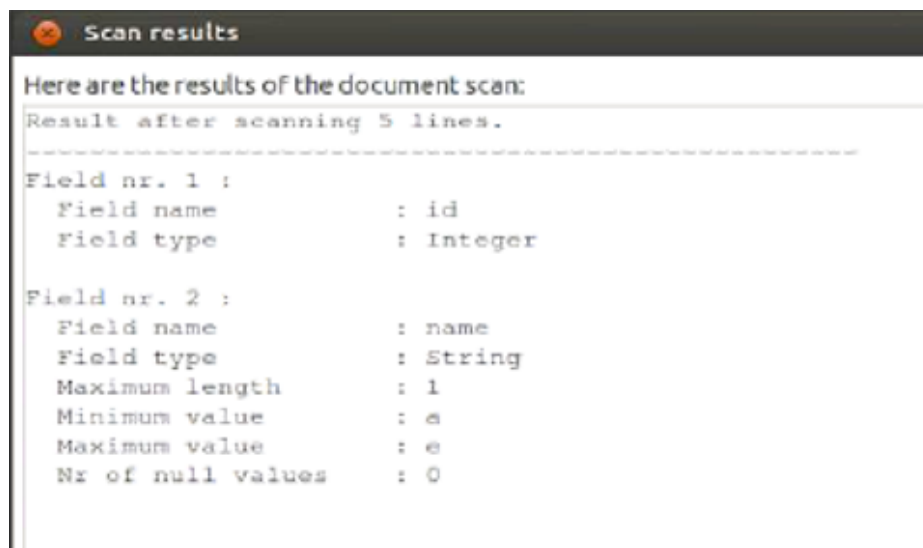 Scan results
Here are the results of the document scan:
Result after scanning 5 lines.
-----------------------------------------------------
Field nr. 1 :
  Field name           : id
  Field type           : Integer

Field nr. 2 :
  Field name           : name
  Field type           : String
  Maximum length       : 1
  Minimum value        : a
  Maximum value        : e
  Nr of null values    : 0